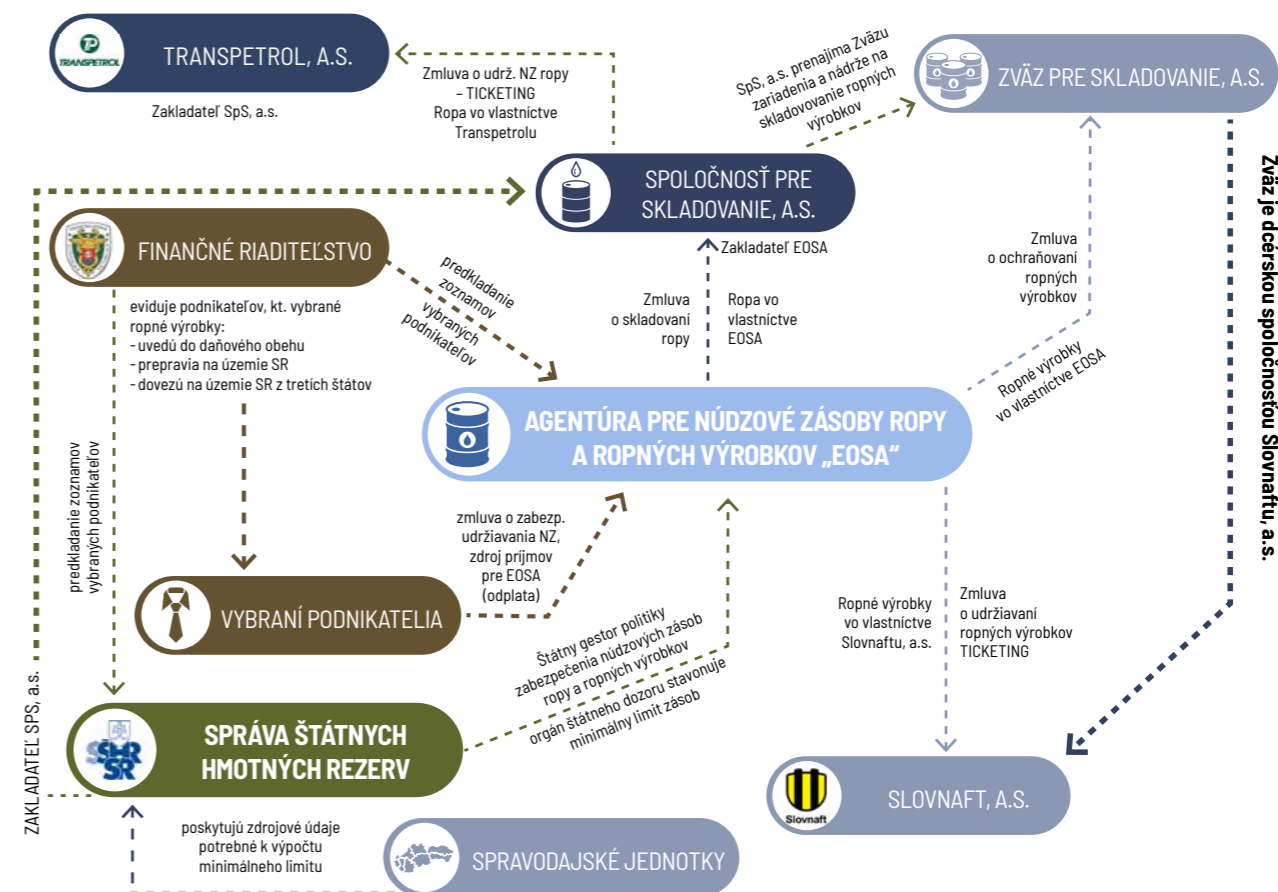 TRANSPETROL
TRANSPETROL, A.S.
Zakladateľ SpS, a.s.
Zmluva o udrž. NZ ropy
– TICKETING
Ropa vo vlastníctve
Transpetrolu
SpS, a.s. prenajíma Zväzu
zariadenia a nádrže na
skladovovanie ropných
výrobkov
ZVÄZ PRE SKLADOVANIE, A.S.
SPOLOČNOSŤ PRE
SKLADOVANIE, A.S.
Zakladateľ EOSA
FINANČNÉ RIADITEĽSTVO
eviduje podnikateľov, kt. vybrané
ropné výrobky:
- uvedú do daňového obehu
- prepravia na územie SR
- dovezú na územie SR z tretích štátov
predkladanie
zoznamov
vybraných
podnikateľov
Zmluva
o skladovaní
ropy
Ropa vo
vlastníctve
EOSA
Zmluva
o ochraňovaní
ropných
výrobkov
Ropné výrobky
vo vlastníctve EOSA
Zväz je dcérskou spoločnosťou Slovnaftu, a.s.
AGENTÚRA PRE NÚDZOVÉ ZÁSOBY ROPY
A ROPNÝCH VÝROBKOV „EOSA“
predkladanie zoznamov
vybraných podnikateľov
zmluva o zabezp.
udržiavania NZ,
zdroj príjmov
pre EOSA
(odplata)
VYBRANÍ PODNIKATELIA
Štátny gestor politiky
zabezpečenia núdzových zásob
ropy a ropných výrobkov
orgán štátneho dozoru stavonuje
minimálny limit zásob
Ropné výrobky
vo vlastníctve
Slovnaftu, a.s.
Zmluva
o udržiavaní
ropných výrobkov
TICKETING
ZAKLADATEĽ SPS, a.s.
SŠHR
SR
SPRÁVA ŠTÁTNYCH
HMOTNÝCH REZERV
Slovnaft
SLOVNAFT, A.S.
poskytujú zdrojové údaje
potrebné k výpočtu
minimálneho limitu
SPRAVODAJSKÉ JEDNOTKY